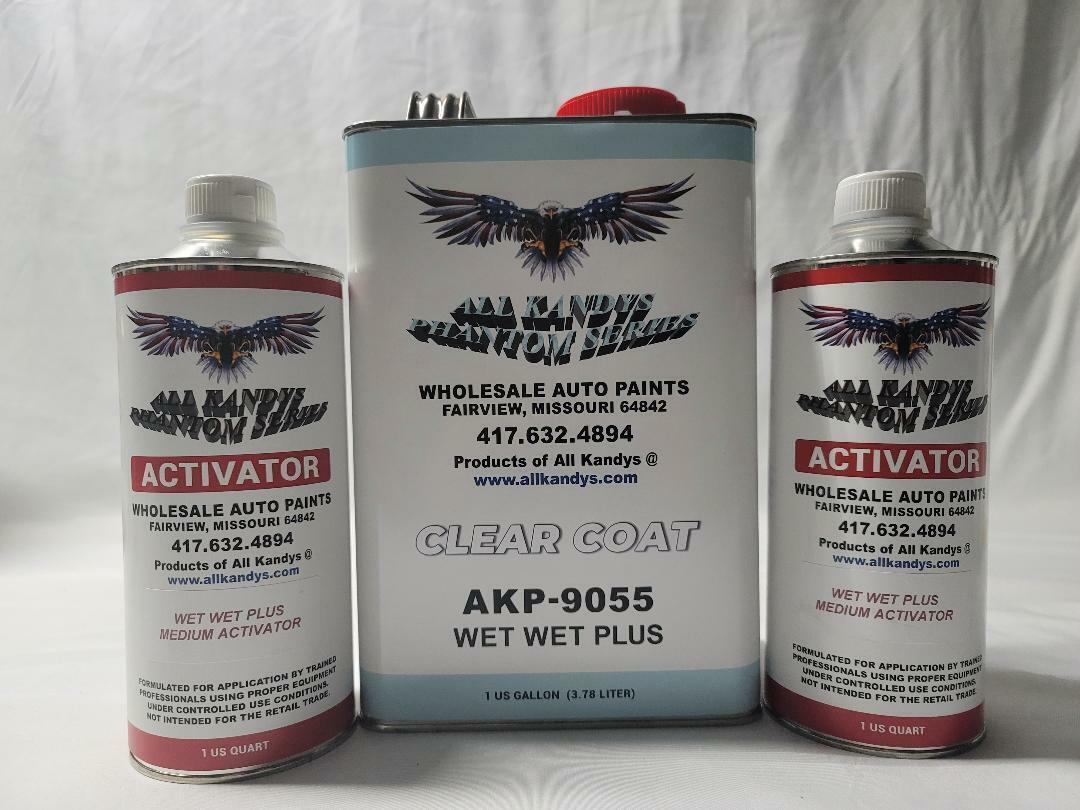 ALL KANDYS
PHANTOM SERIES
ACTIVATOR
WHOLESALE AUTO PAINTS
FAIRVIEW, MISSOURI 64842
417.632.4894
Products of All Kandys @
www.allkandys.com
WET WET PLUS
MEDIUM ACTIVATOR
FORMULATED FOR APPLICATION BY TRAINED
PROFESSIONALS USING PROPER EQUIPMENT
UNDER CONTROLLED USE CONDITIONS.
NOT INTENDED FOR THE RETAIL TRADE.
1 US QUART
ALL KANDYS
PHANTOM SERIES
WHOLESALE AUTO PAINTS
FAIRVIEW, MISSOURI 64842
417.632.4894
Products of All Kandys @
www.allkandys.com
CLEAR COAT
AKP-9055
WET WET PLUS
1 US GALLON (3.78 LITER)
ALL KANDYS
PHANTOM SERIES
ACTIVATOR
WHOLESALE AUTO PAINTS
FAIRVIEW, MISSOURI 64842
417.632.4894
Products of All Kandys @
www.allkandys.com
WET WET PLUS
MEDIUM ACTIVATOR
FORMULATED FOR APPLICATION BY TRAINED
PROFESSIONALS USING PROPER EQUIPMENT
UNDER CONTROLLED USE CONDITIONS.
NOT INTENDED FOR THE RETAIL TRADE.
1 US QUART